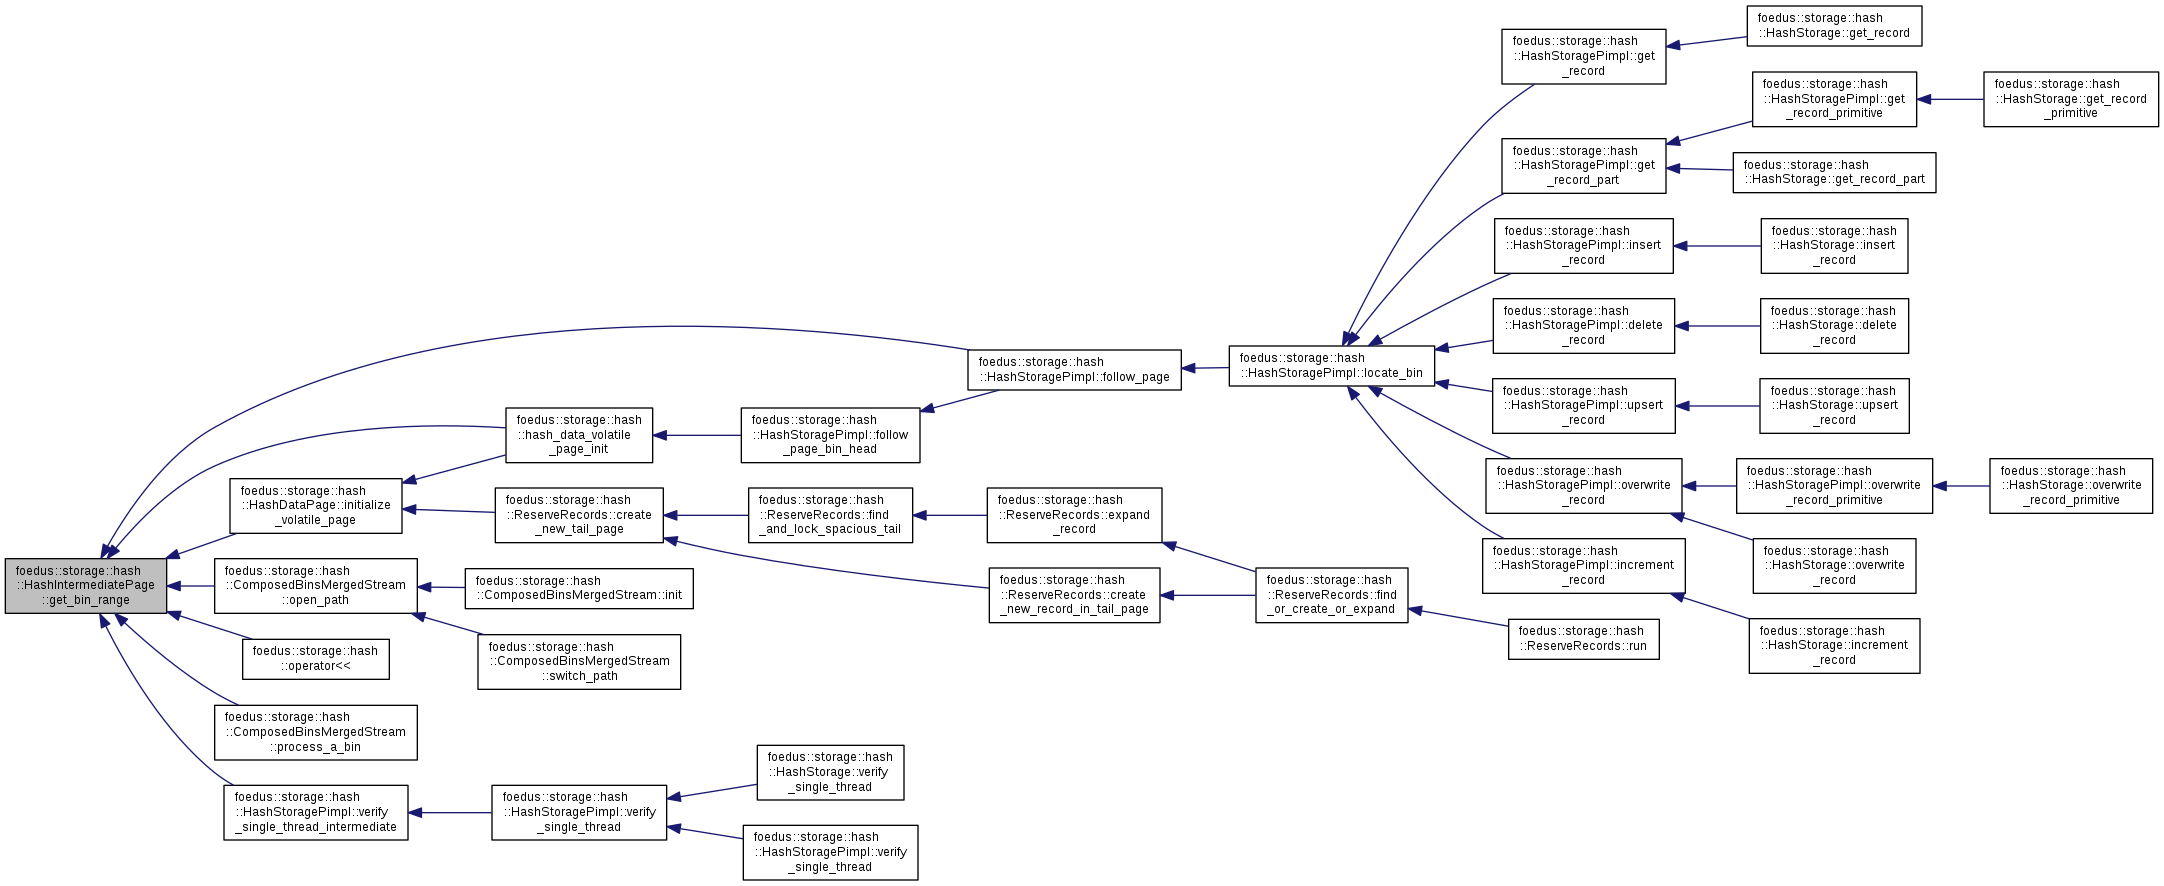 foedus::storage::hash
::HashIntermediatePage
::get_bin_range
foedus::storage::hash
::HashStoragePimpl::follow_page
foedus::storage::hash
::hash_data_volatile
_page_init
foedus::storage::hash
::HashStoragePimpl::follow
_page_bin_head
foedus::storage::hash
::HashDataPage::initialize
_volatile_page
foedus::storage::hash
::ReserveRecords::create
_new_tail_page
foedus::storage::hash
::ReserveRecords::find
_and_lock_spacious_tail
foedus::storage::hash
::ReserveRecords::expand
_record
foedus::storage::hash
::ReserveRecords::create
_new_record_in_tail_page
foedus::storage::hash
::ReserveRecords::find
_or_create_or_expand
foedus::storage::hash
::ReserveRecords::run
foedus::storage::hash
::ComposedBinsMergedStream
::open_path
foedus::storage::hash
::ComposedBinsMergedStream::init
foedus::storage::hash
::ComposedBinsMergedStream
::switch_path
foedus::storage::hash
::operator<<
foedus::storage::hash
::ComposedBinsMergedStream
::process_a_bin
foedus::storage::hash
::HashStoragePimpl::verify
_single_thread_intermediate
foedus::storage::hash
::HashStoragePimpl::verify
_single_thread
foedus::storage::hash
::HashStorage::verify
_single_thread
foedus::storage::hash
::HashStoragePimpl::verify
_single_thread
foedus::storage::hash
::HashStoragePimpl::locate_bin
foedus::storage::hash
::HashStoragePimpl::get
_record
foedus::storage::hash
::HashStorage::get_record
foedus::storage::hash
::HashStoragePimpl::get
_record_part
foedus::storage::hash
::HashStoragePimpl::get
_record_primitive
foedus::storage::hash
::HashStorage::get_record
_primitive
foedus::storage::hash
::HashStorage::get_record_part
foedus::storage::hash
::HashStoragePimpl::insert
_record
foedus::storage::hash
::HashStorage::insert
_record
foedus::storage::hash
::HashStoragePimpl::delete
_record
foedus::storage::hash
::HashStorage::delete
_record
foedus::storage::hash
::HashStoragePimpl::upsert
_record
foedus::storage::hash
::HashStorage::upsert
_record
foedus::storage::hash
::HashStoragePimpl::overwrite
_record
foedus::storage::hash
::HashStoragePimpl::overwrite
_record_primitive
foedus::storage::hash
::HashStorage::overwrite
_record_primitive
foedus::storage::hash
::HashStorage::overwrite
_record
foedus::storage::hash
::HashStoragePimpl::increment
_record
foedus::storage::hash
::HashStorage::increment
_record